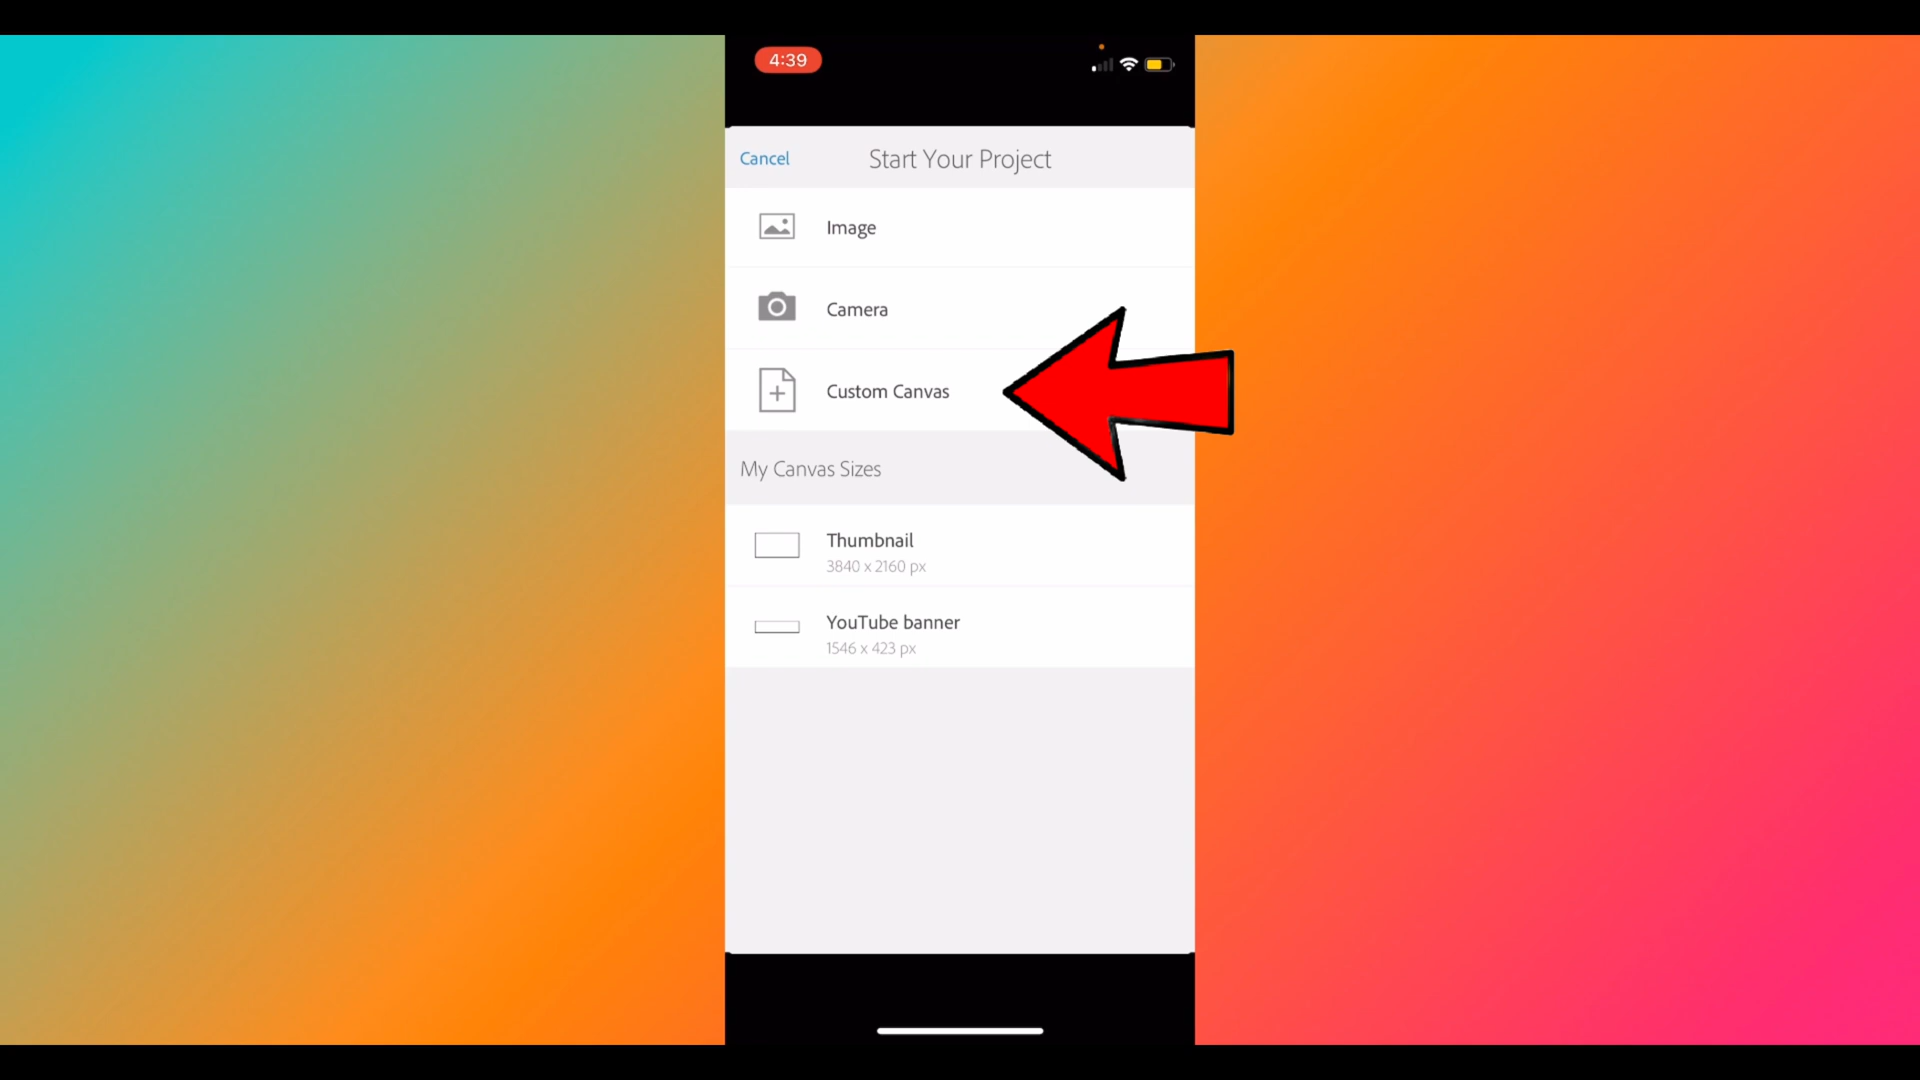 4:39
Cancel
Start Your Project
Image
Camera
Custom Canvas
My Canvas Sizes
Thumbnail
3840 x 2160 px
YouTube banner
1546 x 423 px